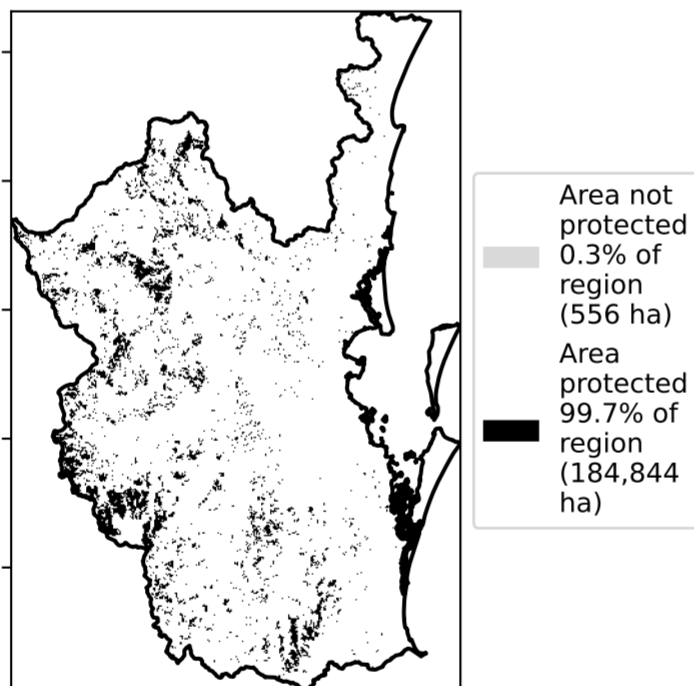 Area not
protected
0.3% of
region
(556 ha)
Area
protected
99.7% of
region
(184,844
ha)